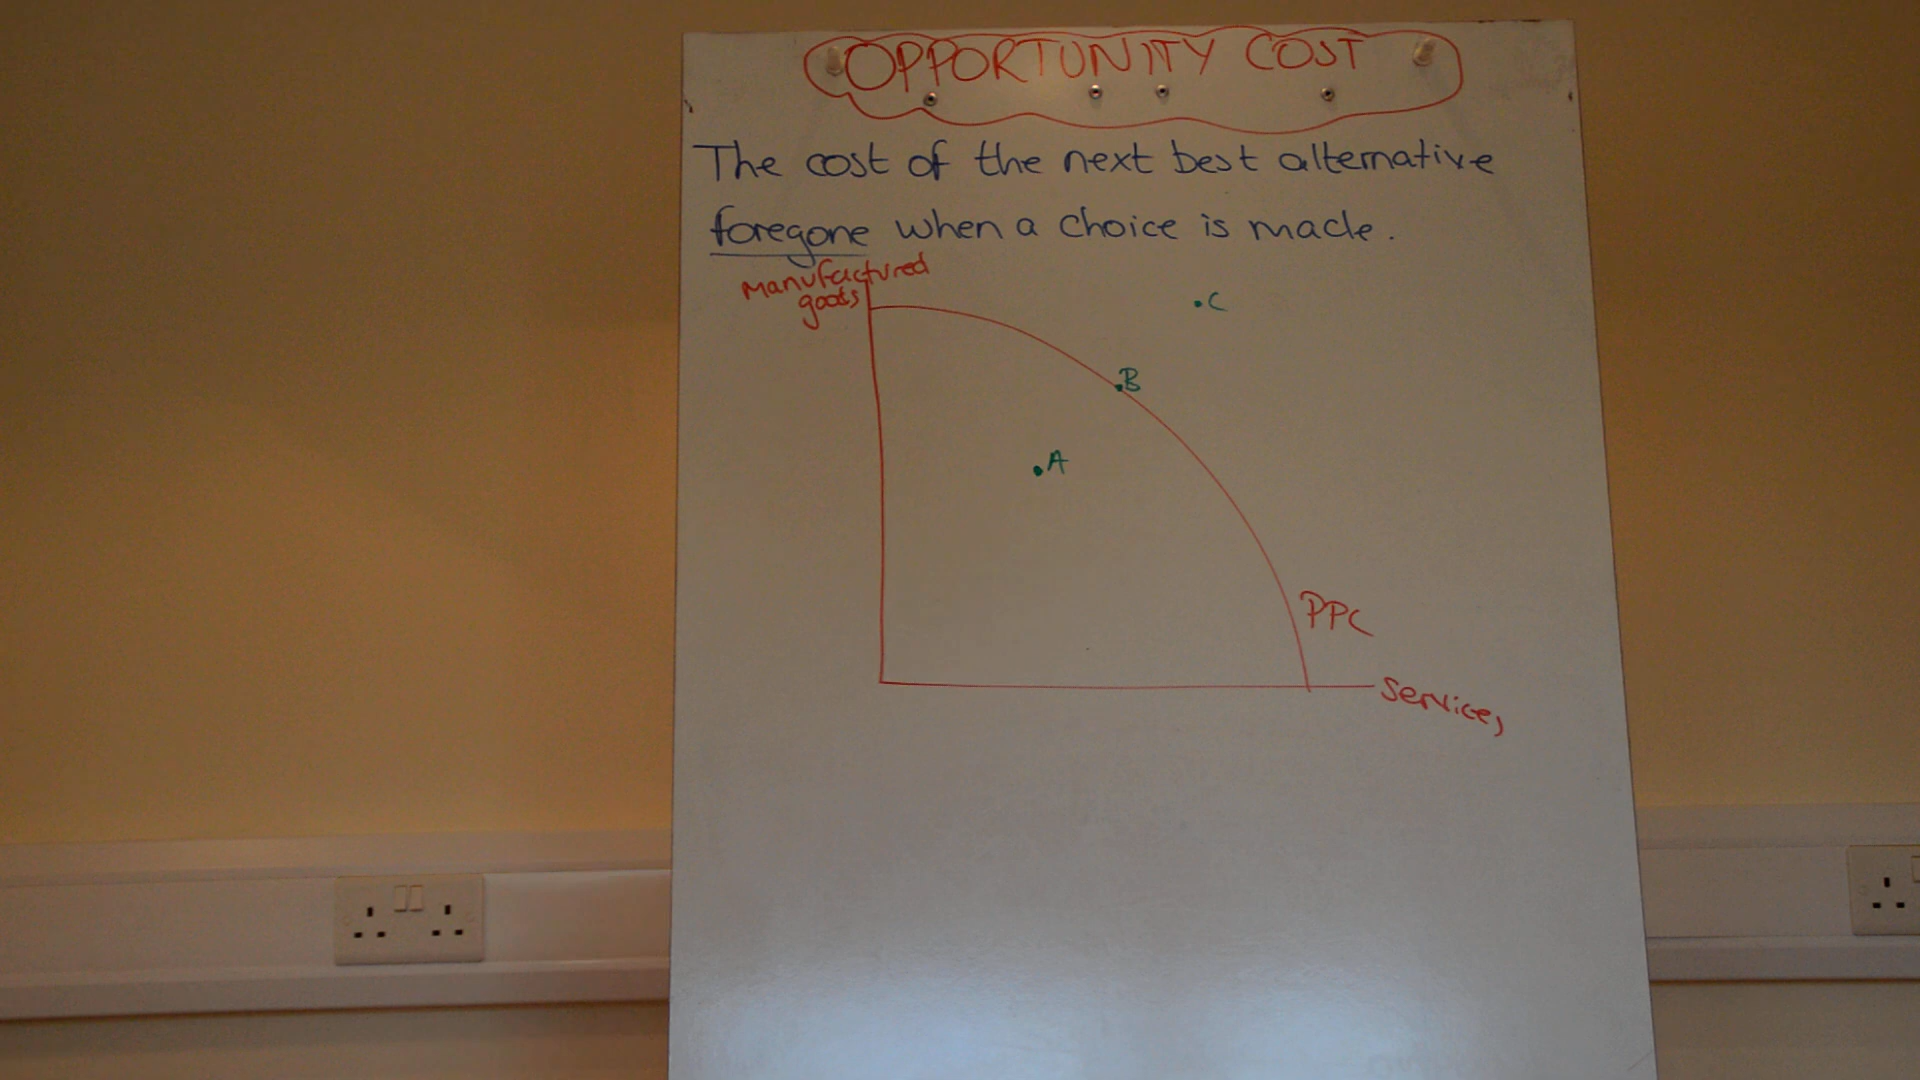 OPPORTUNITY COST
The cost of the next best alternative
foregone when a choice is made.
Manufactured
goods
.C
.B
.A
PPC
Services